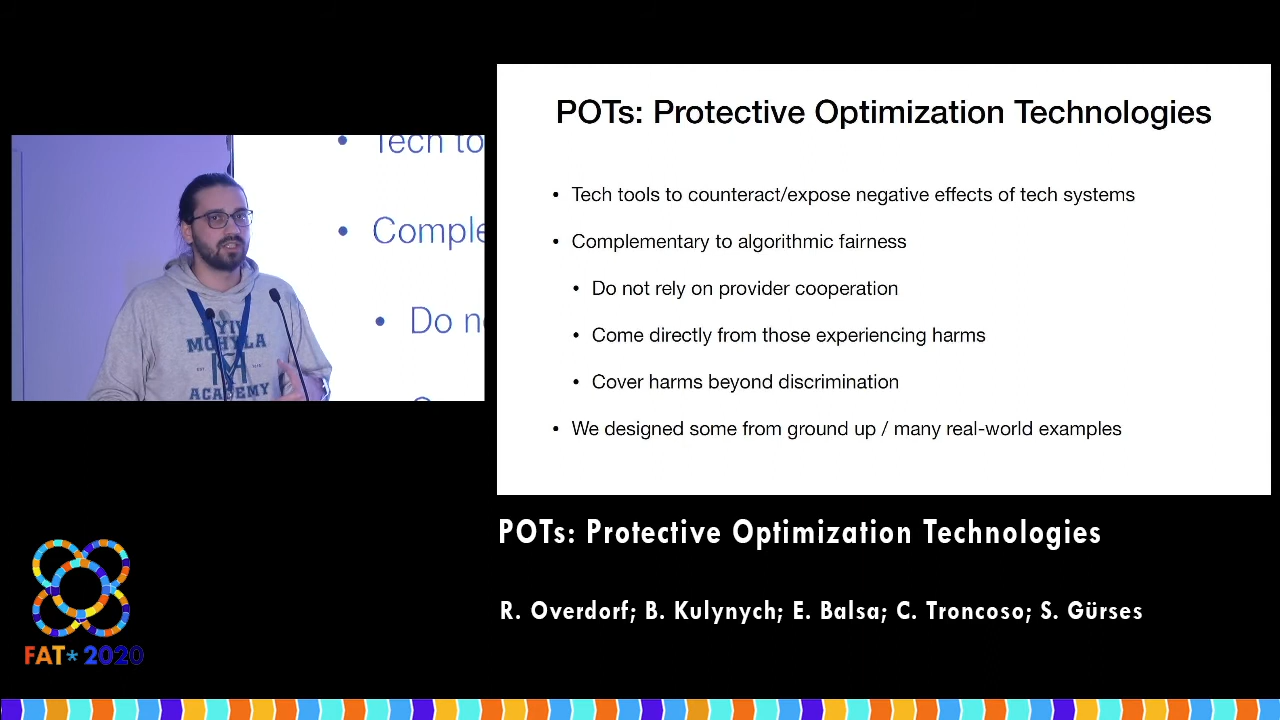 POTs: Protective Optimization Technologies
• Tech tools to counteract/expose negative effects of tech systems
• Complementary to algorithmic fairness
• Do not rely on provider cooperation
• Come directly from those experiencing harms
• Cover harms beyond discrimination
• We designed some from ground up / many real-world examples
• Tech to
• Comple
• Do n
MOHYLA
ACADEMY
POTs: Protective Optimization Technologies
R. Overdorf; B. Kulynych; E. Balsa; C. Troncoso; S. Gürses
FAT* 2020